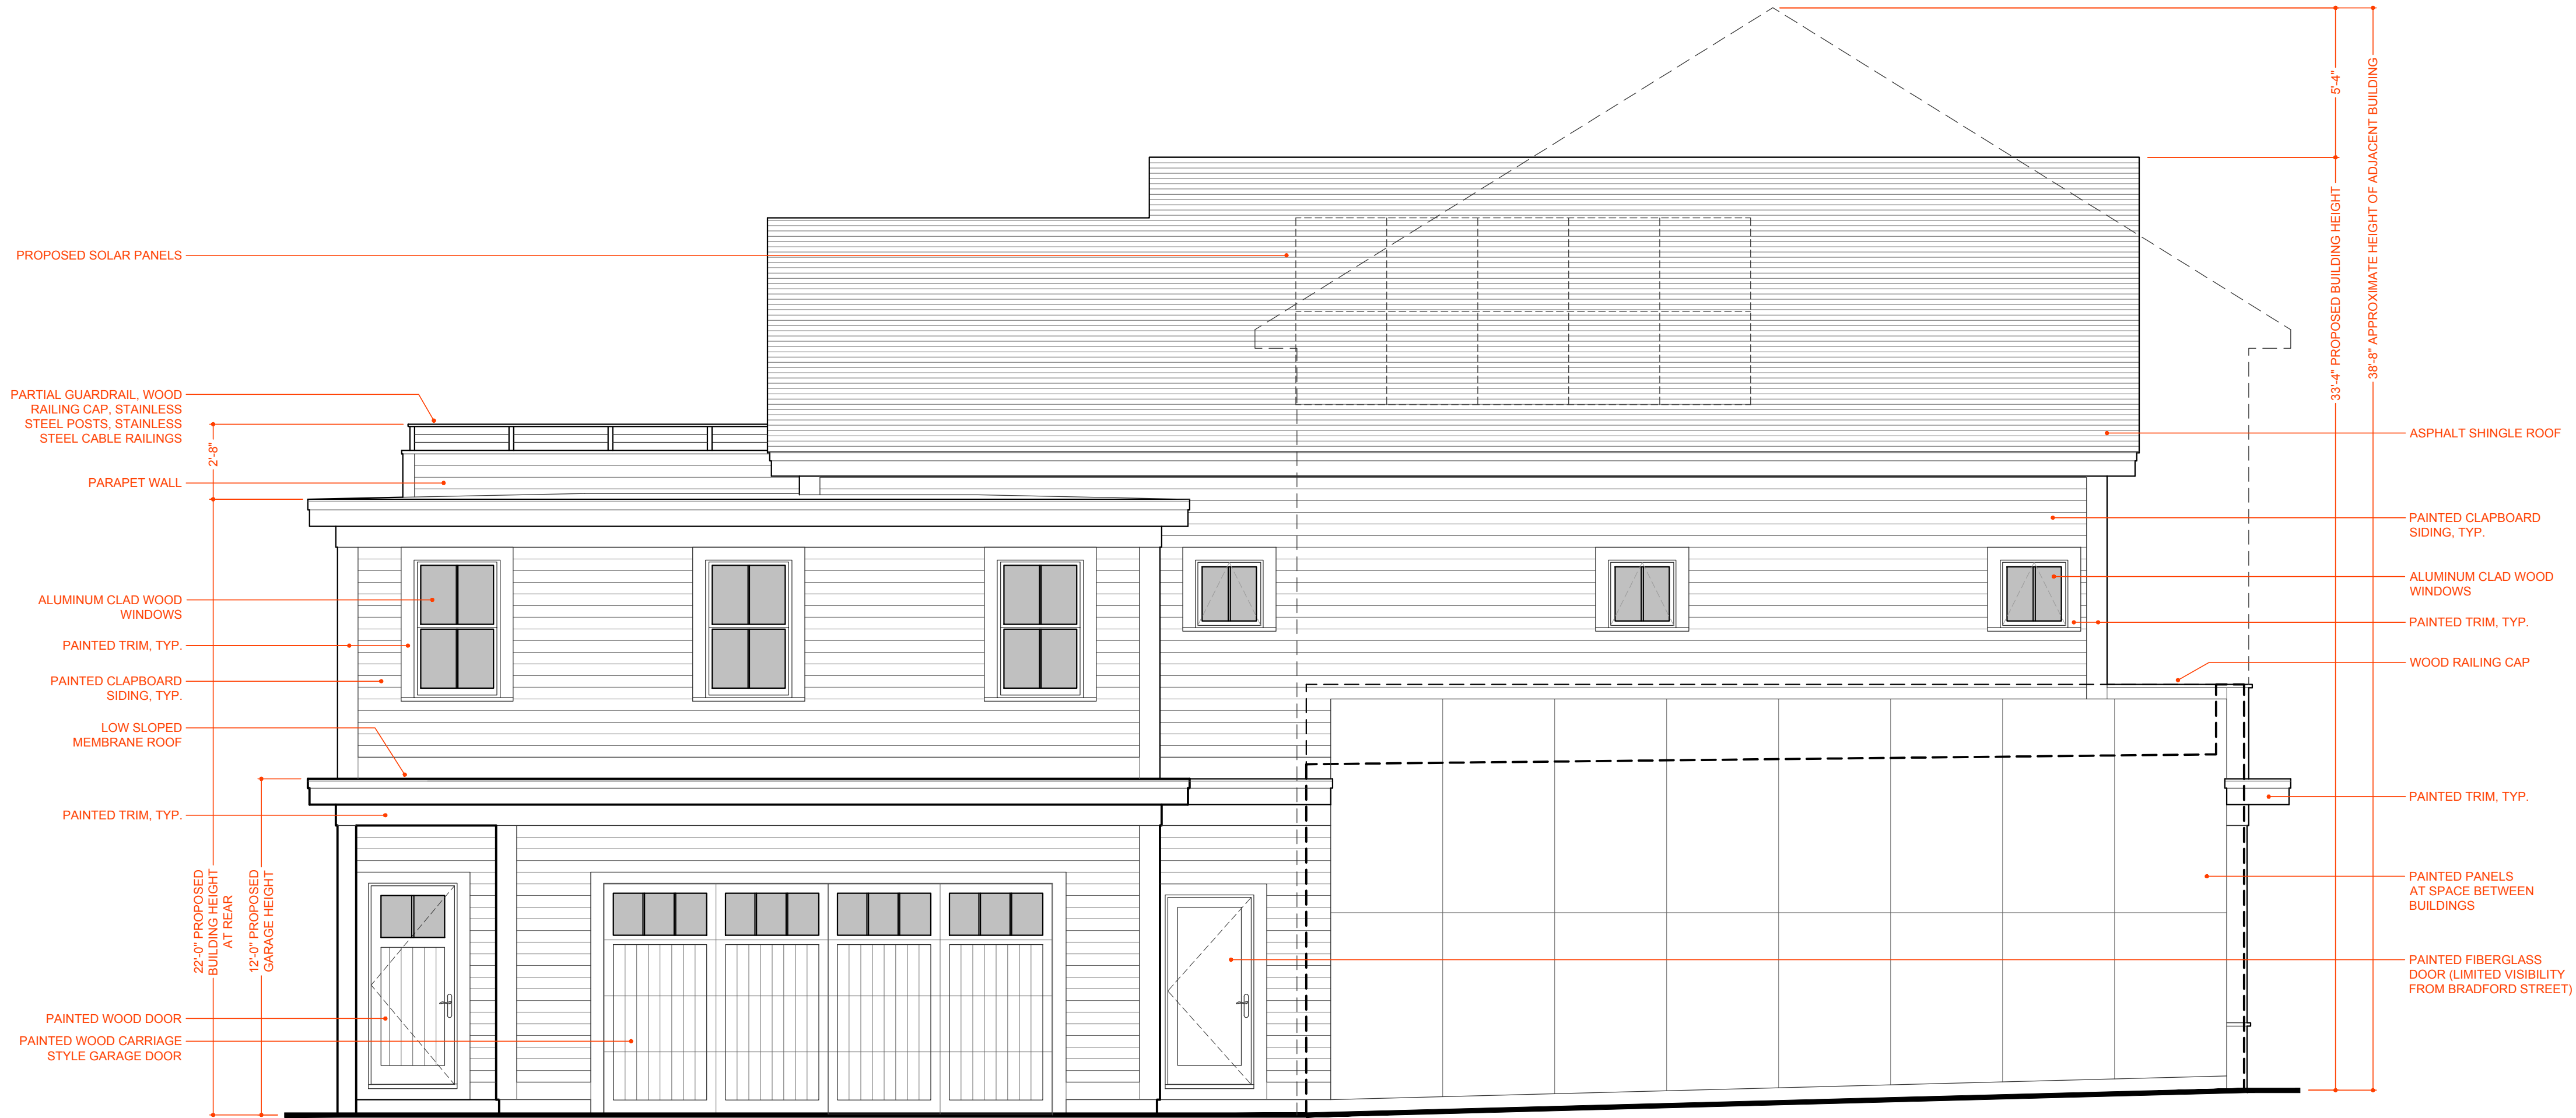 PROPOSED SOLAR PANELS
PARTIAL GUARDRAIL, WOOD
RAILING CAP, STAINLESS
STEEL POSTS, STAINLESS
STEEL CABLE RAILINGS
2'-8"
PARAPET WALL
ALUMINUM CLAD WOOD
WINDOWS
PAINTED TRIM, TYP.
PAINTED CLAPBOARD
SIDING, TYP.
LOW SLOPED
MEMBRANE ROOF
PAINTED TRIM, TYP.
22'-0" PROPOSED
BUILDING HEIGHT
AT REAR
12'-0" PROPOSED
GARAGE HEIGHT
PAINTED WOOD DOOR
PAINTED WOOD CARRIAGE
STYLE GARAGE DOOR
5'-4"
33'-4" PROPOSED BUILDING HEIGHT
38'-8" APPROXIMATE HEIGHT OF ADJACENT BUILDING
ASPHALT SHINGLE ROOF
PAINTED CLAPBOARD
SIDING, TYP.
ALUMINUM CLAD WOOD
WINDOWS
PAINTED TRIM, TYP.
WOOD RAILING CAP
PAINTED TRIM, TYP.
PAINTED PANELS
AT SPACE BETWEEN
BUILDINGS
PAINTED FIBERGLASS
DOOR (LIMITED VISIBILITY
FROM BRADFORD STREET)